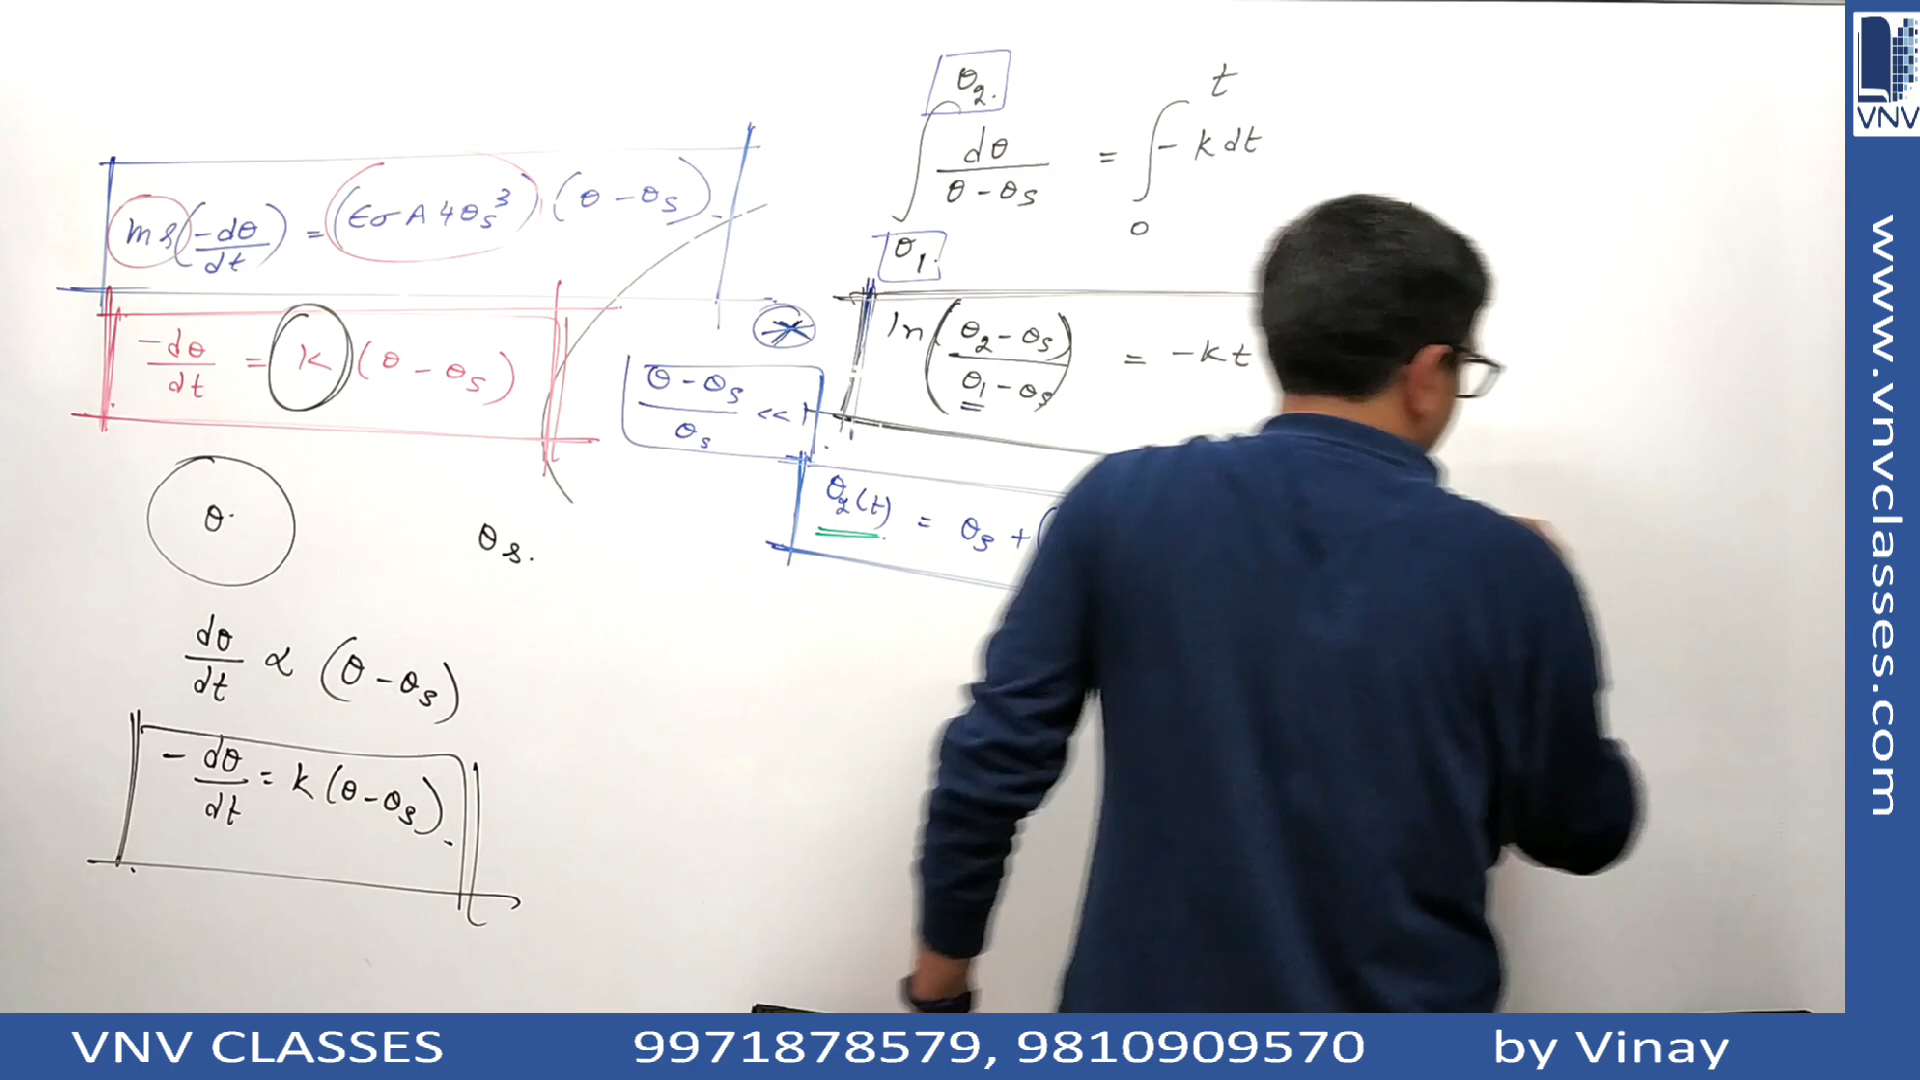 ms(-dθ/dt) = (ϵσA4θs³)(θ - θs)
-dθ/dt = K(θ - θs)
θ
θs.
dθ/dt ∝ (θ - θs)
-dθ/dt = k(θ - θs).
(θ - θs)/θs << 1
∫θ₁.^θ₂. dθ/(θ - θs) = ∫0^t -k dt
ln((θ₂ - θs)/(θ₁ - θs)) = -kt
θ₂(t) = θs + (
VNV
www.vnvclasses.com
VNV CLASSES 9971878579, 9810909570 by Vinay